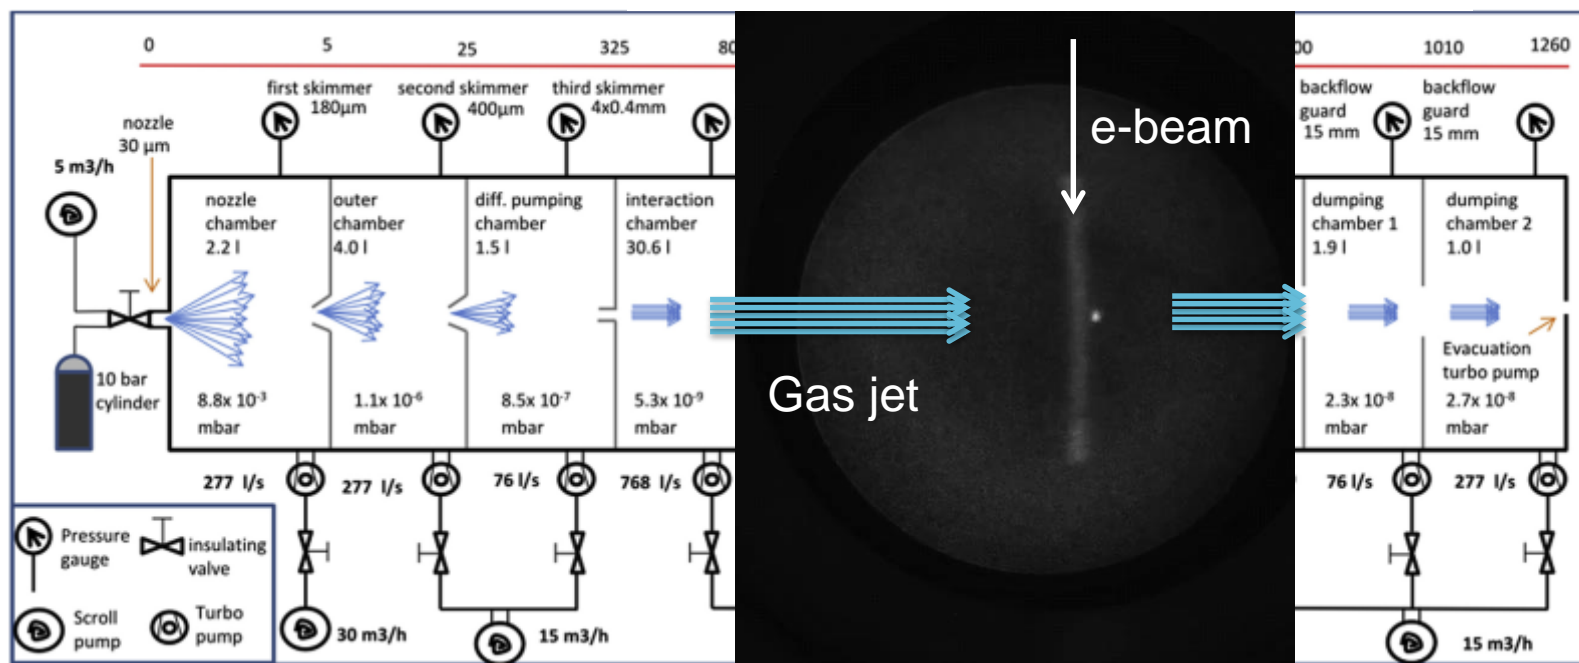 0 5 25 325 80 00 1010 1260
first skimmer
180µm
second skimmer
400µm
third skimmer
4x0.4mm
backflow
guard
15 mm
backflow
guard
15 mm
nozzle
30 µm
5 m3/h
e-beam
nozzle
chamber
2.2 l
outer
chamber
4.0 l
diff. pumping
chamber
1.5 l
interaction
chamber
30.6 l
dumping
chamber 1
1.9 l
dumping
chamber 2
1.0 l
10 bar
cylinder
Gas jet
Evacuation
turbo pump
8.8x 10-3
mbar
1.1x 10-6
mbar
8.5x 10-7
mbar
5.3x 10-9
mbar
2.3x 10-8
mbar
2.7x 10-8
mbar
277 l/s
277 l/s
76 l/s
768 l/s
76 l/s
277 l/s
Pressure
gauge
insulating
valve
Scroll
pump
Turbo
pump
30 m3/h
15 m3/h
15 m3/h